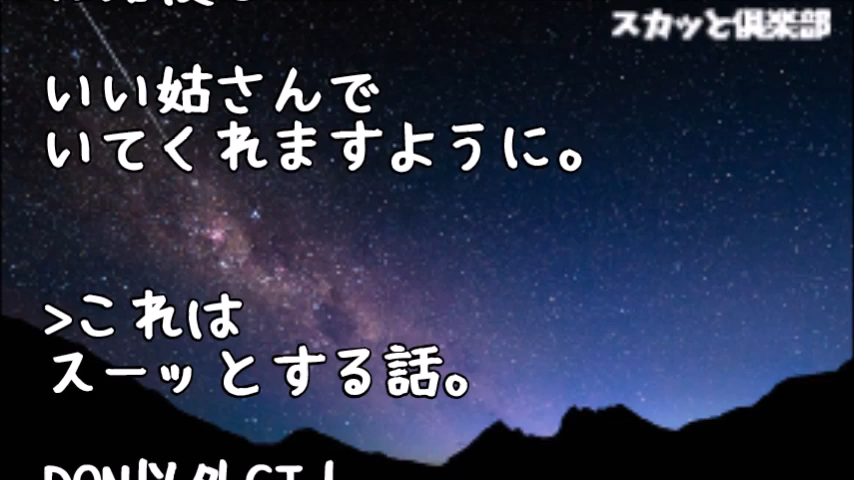 スカッと倶楽部
いい姑さんで
いてくれますように。
>これは
スーッとする話。